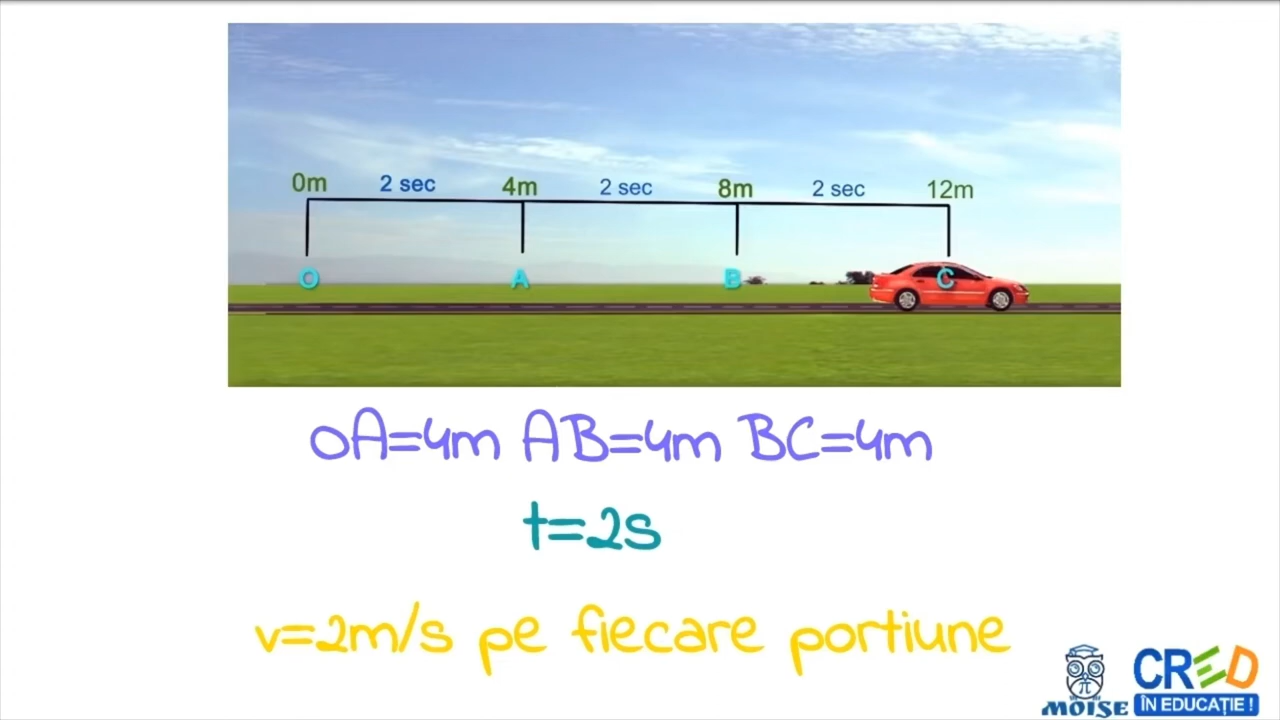 0m 2 sec 4m 2 sec 8m 2 sec 12m
O A B C
OA=4m AB=4m BC=4m
t=2s
v=2m/s pe fiecare portiune
π
MOISE
CRED
ÎN EDUCAȚIE !